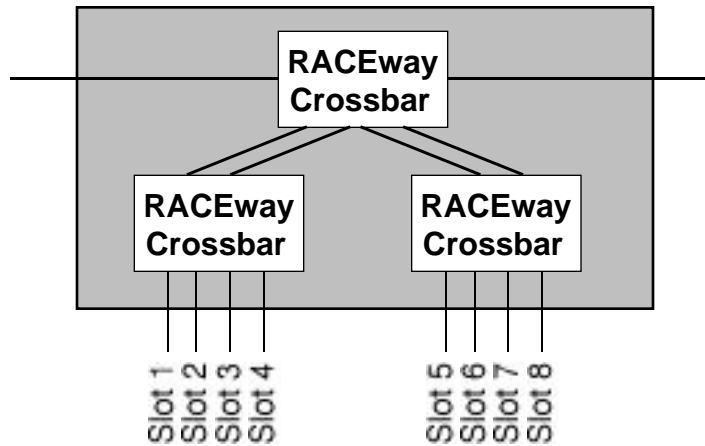 RACEway
Crossbar
RACEway
Crossbar
RACEway
Crossbar
Slot 1
Slot 2
Slot 3
Slot 4
Slot 5
Slot 6
Slot 7
Slot 8